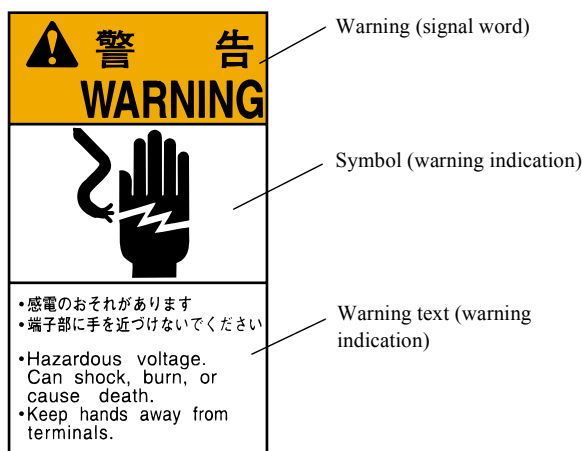 警 告
WARNING
・感電のおそれがあります
・端子部に手を近づけないでください
•Hazardous voltage.
Can shock, burn, or
cause death.
•Keep hands away from
terminals.
Warning (signal word)
Symbol (warning indication)
Warning text (warning
indication)